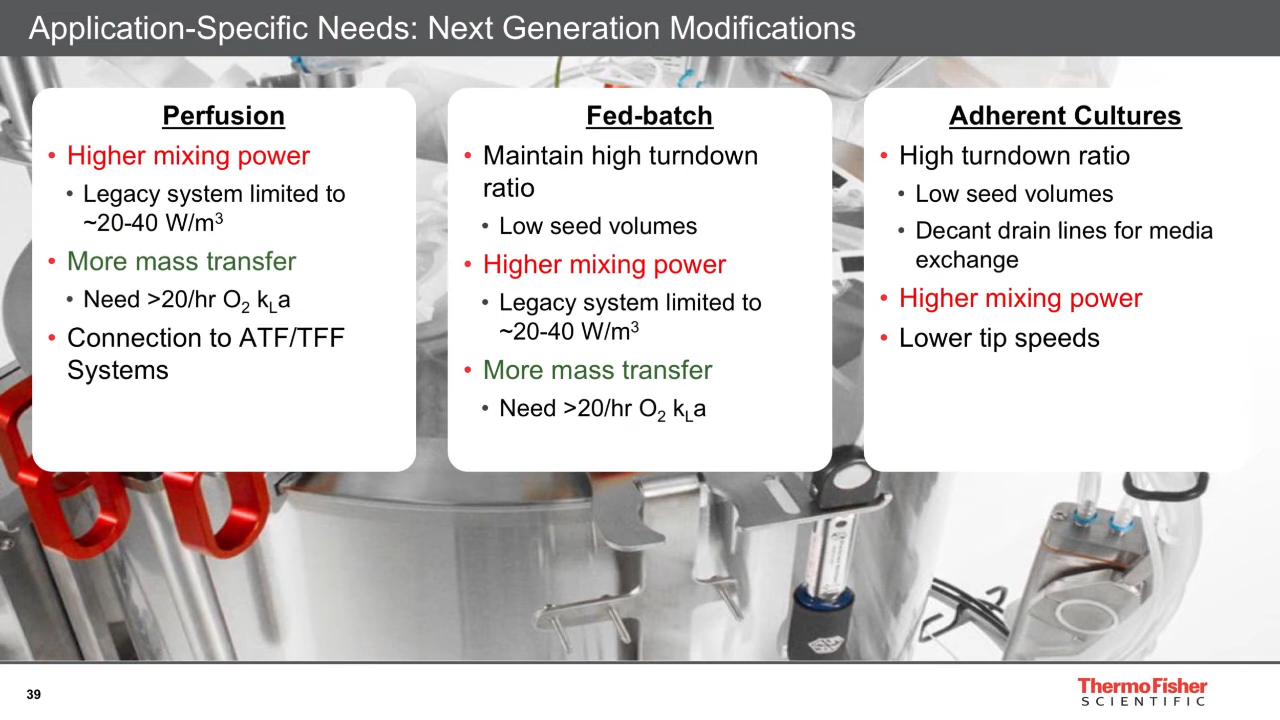 Application-Specific Needs: Next Generation Modifications
Perfusion
• Higher mixing power
• Legacy system limited to
~20-40 W/m³
• More mass transfer
• Need >20/hr O₂ kLa
• Connection to ATF/TFF
Systems
Fed-batch
• Maintain high turndown
ratio
• Low seed volumes
• Higher mixing power
• Legacy system limited to
~20-40 W/m³
• More mass transfer
• Need >20/hr O₂ kLa
Adherent Cultures
• High turndown ratio
• Low seed volumes
• Decant drain lines for media
exchange
• Higher mixing power
• Lower tip speeds
39
ThermoFisher
SCIENTIFIC